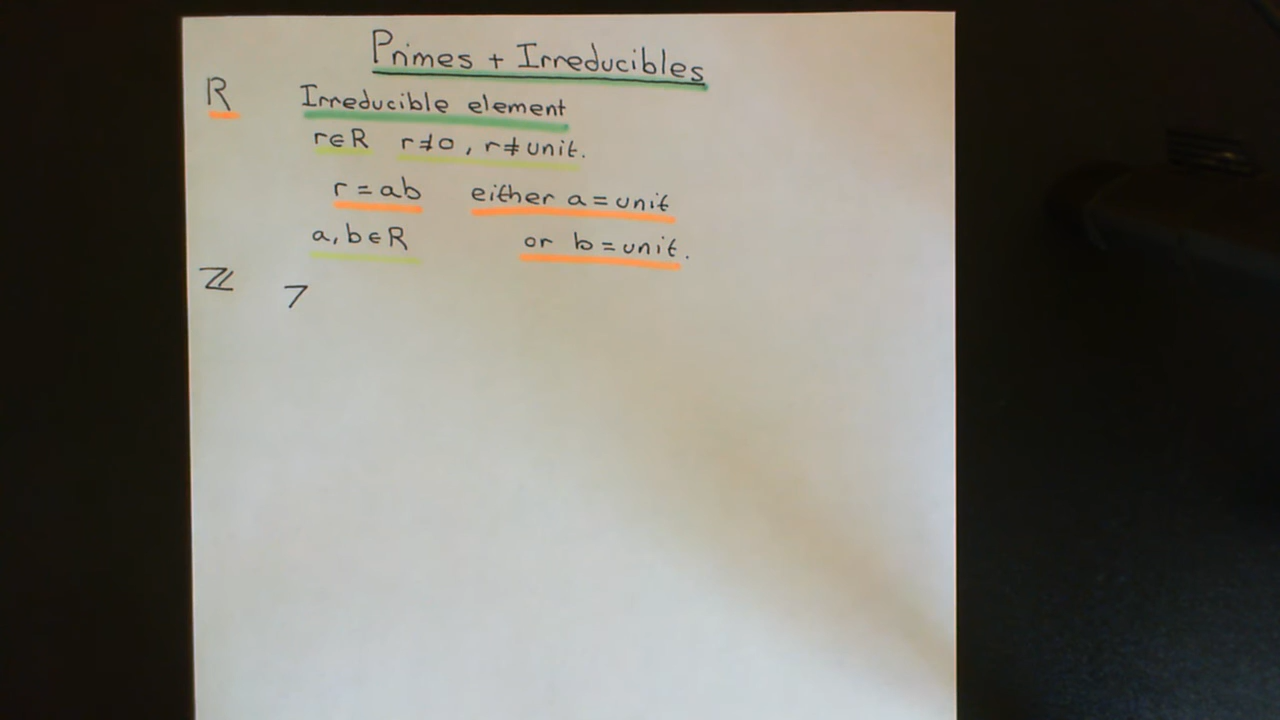 Primes + Irreducibles
R Irreducible element
r∈R r≠0, r≠unit.
r=ab either a=unit
a,b∈R or b=unit.
ℤ 7